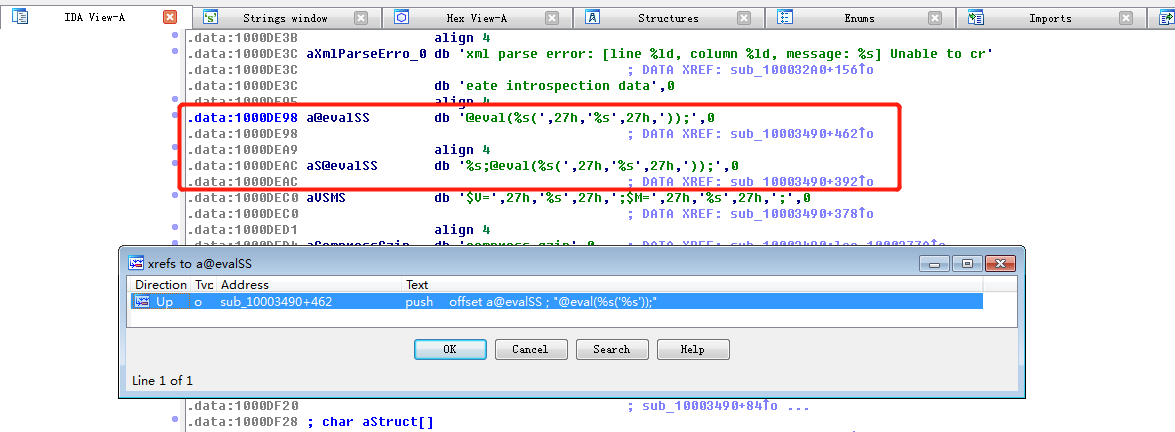 IDA View-A
Strings window
Hex View-A
Structures
Enums
Imports
.data:1000DE3B align 4
.data:1000DE3C aXmlParseErro_0 db 'xml parse error: [line %ld, column %ld, message: %s] Unable to cr'
.data:1000DE3C ; DATA XREF: sub_100032A0+156↑o
.data:1000DE3C db 'eate introspection data',0
.data:1000DE95 align 4
.data:1000DE98 a@evalSS db '@eval(%s(',27h,'%s',27h,'));',0
.data:1000DE98 ; DATA XREF: sub_10003490+462↑o
.data:1000DEA9 align 4
.data:1000DEAC aS@evalSS db '%s;@eval(%s(',27h,'%s',27h,'));',0
.data:1000DEAC ; DATA XREF: sub_10003490+392↑o
.data:1000DEC0 aVSMS db '$V=',27h,'%s',27h,';$M=',27h,'%s',27h,';',0
.data:1000DEC0 ; DATA XREF: sub_10003490+378↑o
.data:1000DED1 align 4
xrefs to a@evalSS
Direction Address Text
Up o sub_10003490+462 push offset a@evalSS ; "@eval(%s('%s'));"
OK Cancel Search Help
Line 1 of 1
.data:1000DF20 ; sub_10003490+84↑o ...
.data:1000DF28 ; char aStruct[]